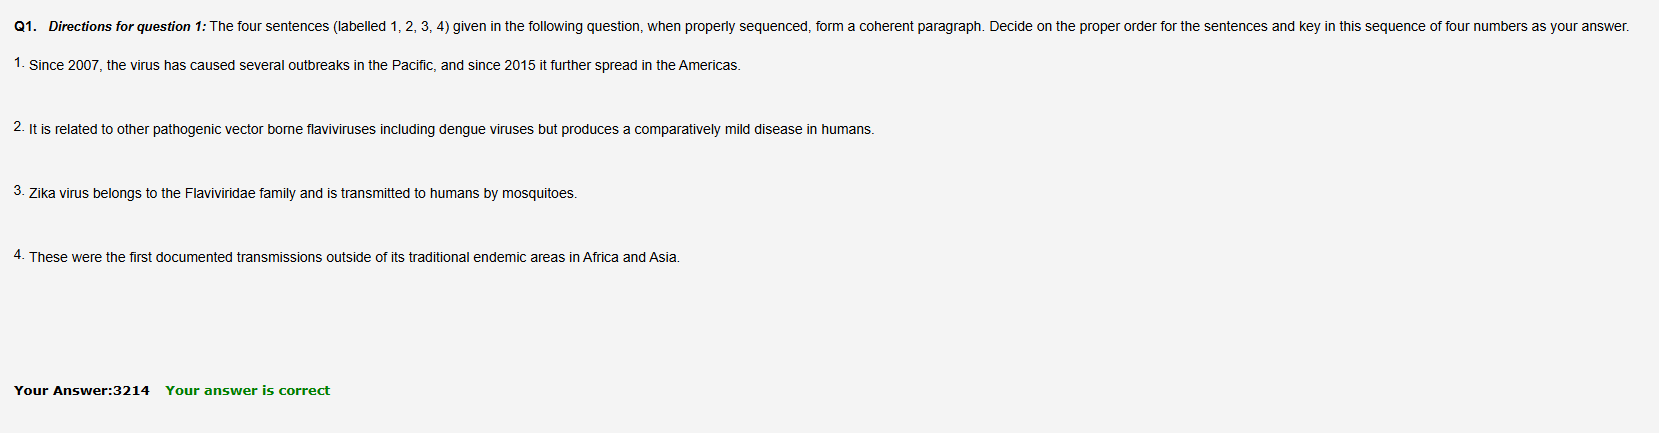 Q1. Directions for question 1: The four sentences (labelled 1, 2, 3, 4) given in the following question, when properly sequenced, form a coherent paragraph. Decide on the proper order for the sentences and key in this sequence of four numbers as your answer.
1. Since 2007, the virus has caused several outbreaks in the Pacific, and since 2015 it further spread in the Americas.
2. It is related to other pathogenic vector borne flaviviruses including dengue viruses but produces a comparatively mild disease in humans.
3. Zika virus belongs to the Flaviviridae family and is transmitted to humans by mosquitoes.
4. These were the first documented transmissions outside of its traditional endemic areas in Africa and Asia.
Your Answer:3214 Your answer is correct